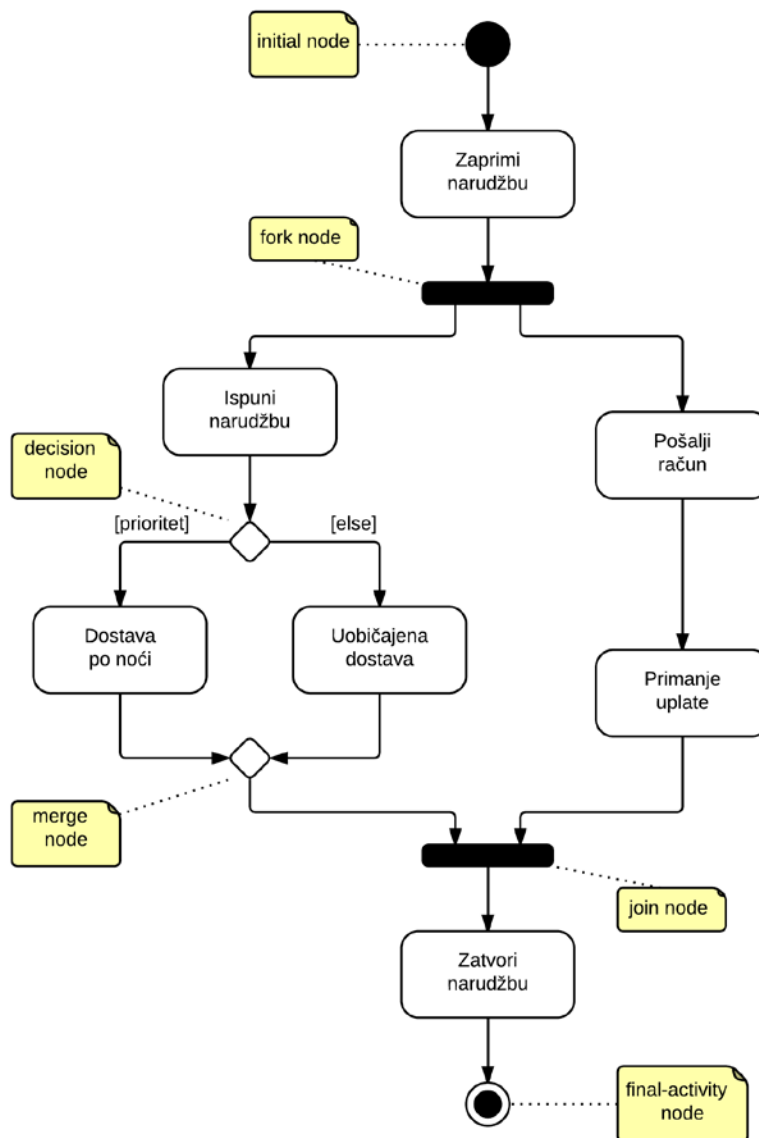 initial node
Zaprimi
narudžbu
fork node
Ispuni
narudžbu
Pošalji
račun
decision
node
[prioritet]
[else]
Dostava
po noći
Uobičajena
dostava
Primanje
uplate
merge
node
join node
Zatvori
narudžbu
final-activity
node